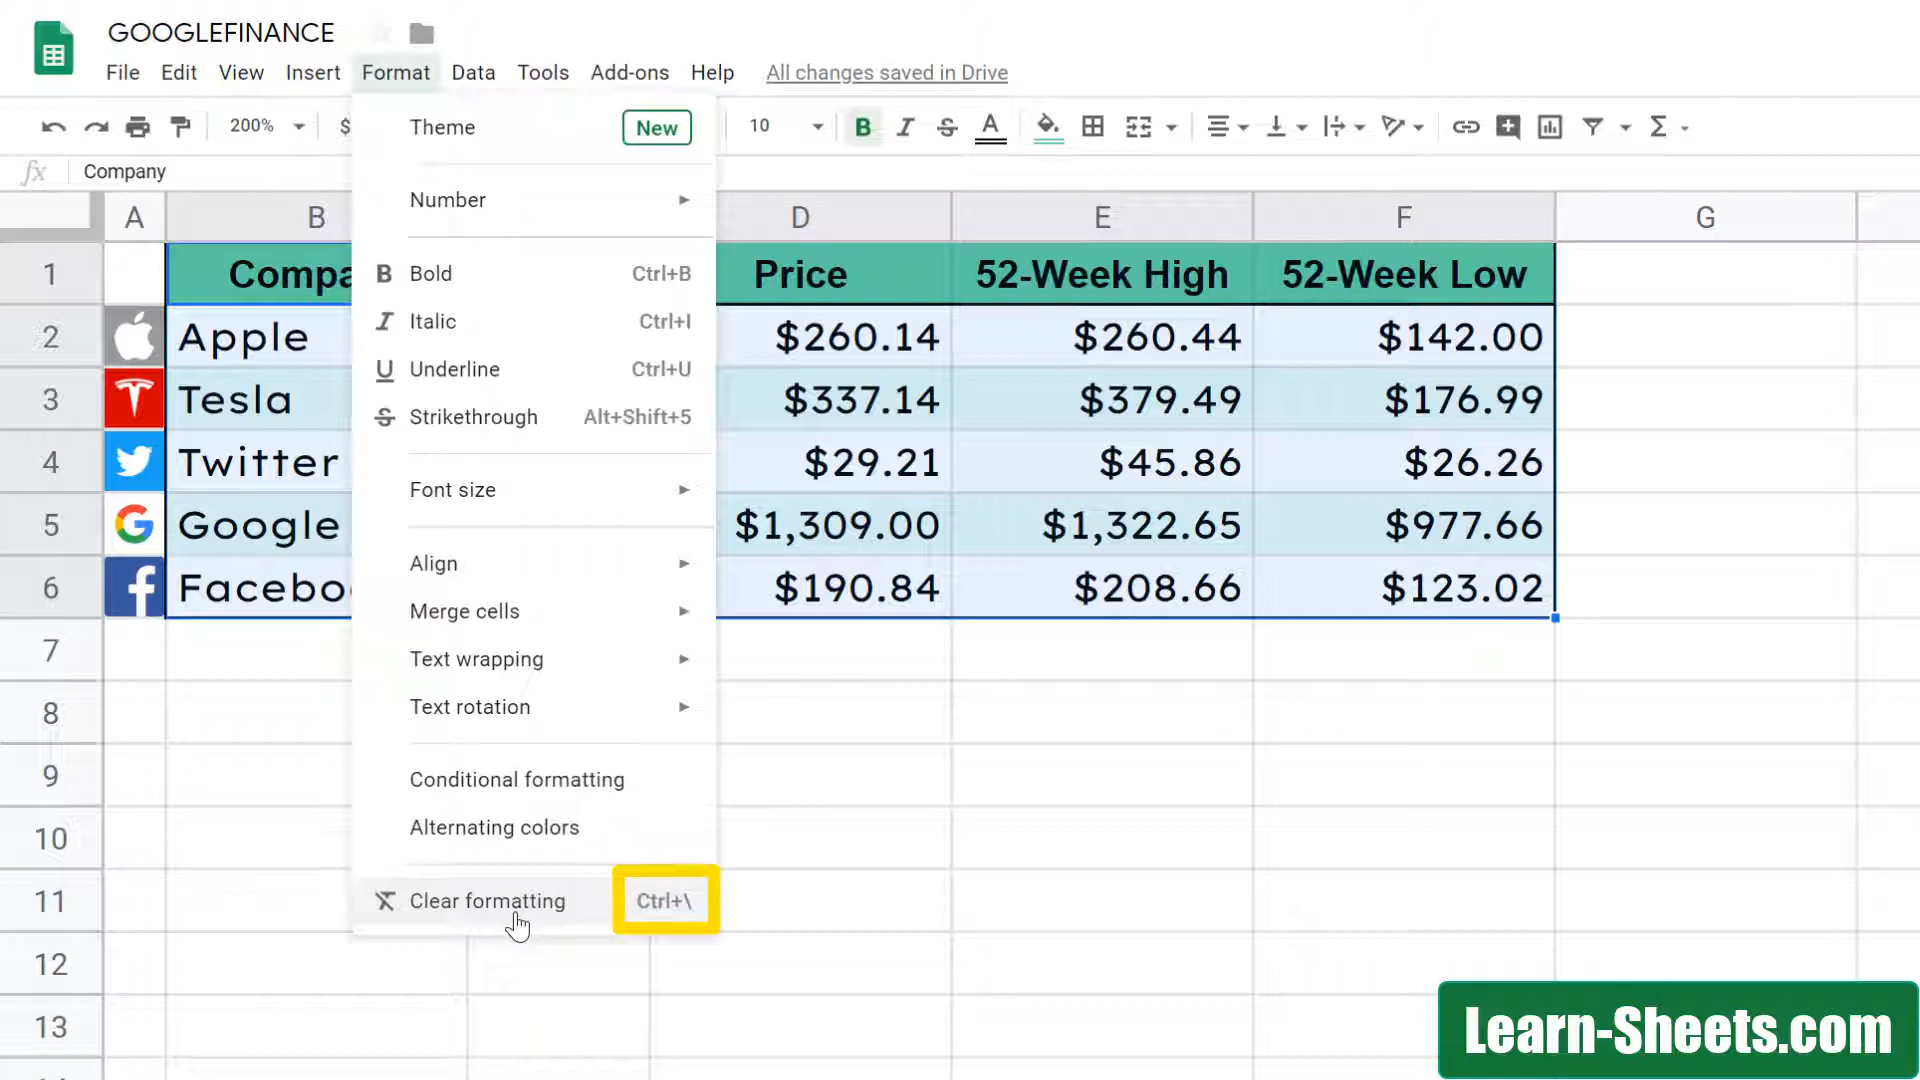 GOOGLEFINANCE
File Edit View Insert Format Data Tools Add-ons Help All changes saved in Drive
200% $ 10 B I S A Σ
fx Company
A B D E F G
Theme New
Number
B Bold Ctrl+B
I Italic Ctrl+I
U Underline Ctrl+U
S Strikethrough Alt+Shift+5
Font size
Align
Merge cells
Text wrapping
Text rotation
Conditional formatting
Alternating colors
Clear formatting Ctrl+\
1 Compa Price 52-Week High 52-Week Low
2 Apple $260.14 $260.44 $142.00
3 Tesla $337.14 $379.49 $176.99
4 Twitter $29.21 $45.86 $26.26
5 G Google $1,309.00 $1,322.65 $977.66
6 f Facebo $190.84 $208.66 $123.02
7
8
9
10
11
12
13
Learn-Sheets.com